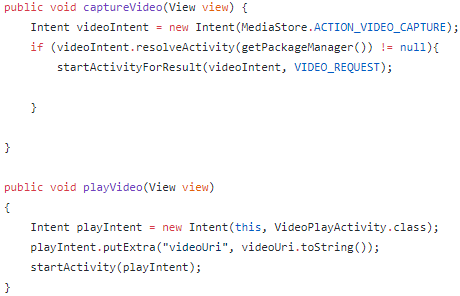 public void captureVideo(View view) {
    Intent videoIntent = new Intent(MediaStore.ACTION_VIDEO_CAPTURE);
    if (videoIntent.resolveActivity(getPackageManager()) != null){
        startActivityForResult(videoIntent, VIDEO_REQUEST);
    }
}
public void playVideo(View view)
{
    Intent playIntent = new Intent(this, VideoPlayActivity.class);
    playIntent.putExtra("videoUri", videoUri.toString());
    startActivity(playIntent);
}